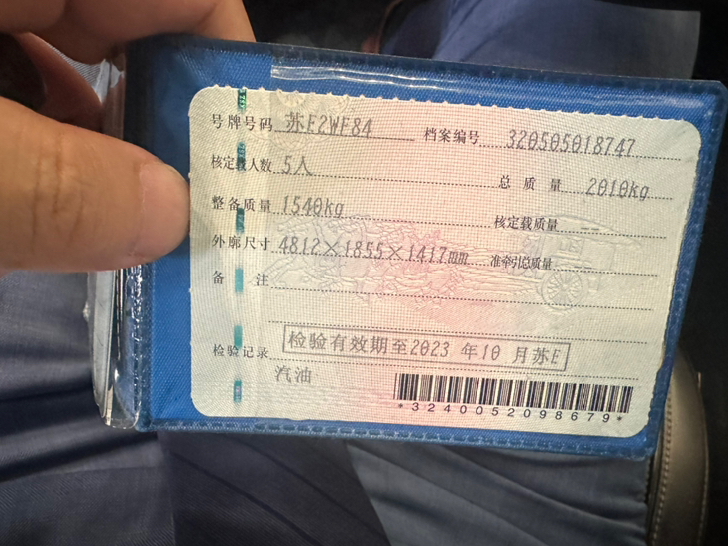 号牌号码 苏E2WF84 档案编号 320505018747
核定载人数 5人 总质量 2010kg
整备质量 1540kg 核定载质量 --
外廓尺寸 4812×1855×1417mm 准牵引总质量 --
备注
检验记录 检验有效期至2023年10月苏E
汽油
*3240052098679*